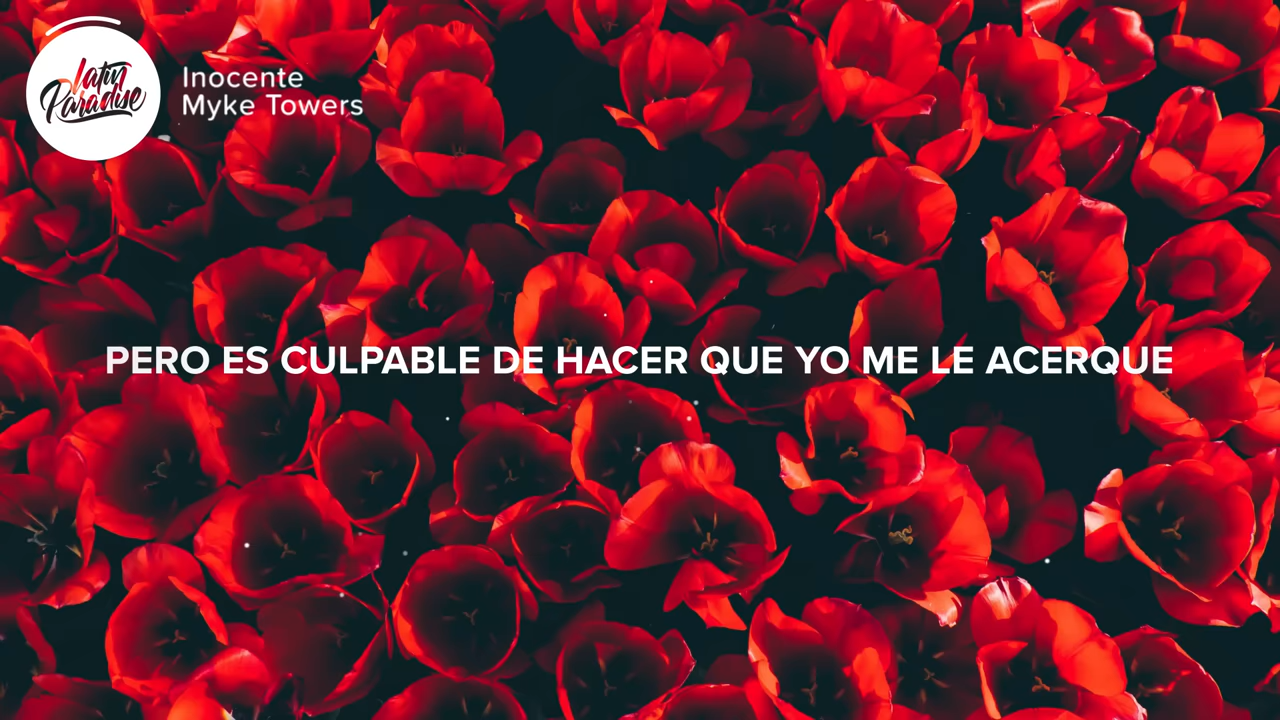 Latin
Paradise
Inocente
Myke Towers
PERO ES CULPABLE DE HACER QUE YO ME LE ACERQUE